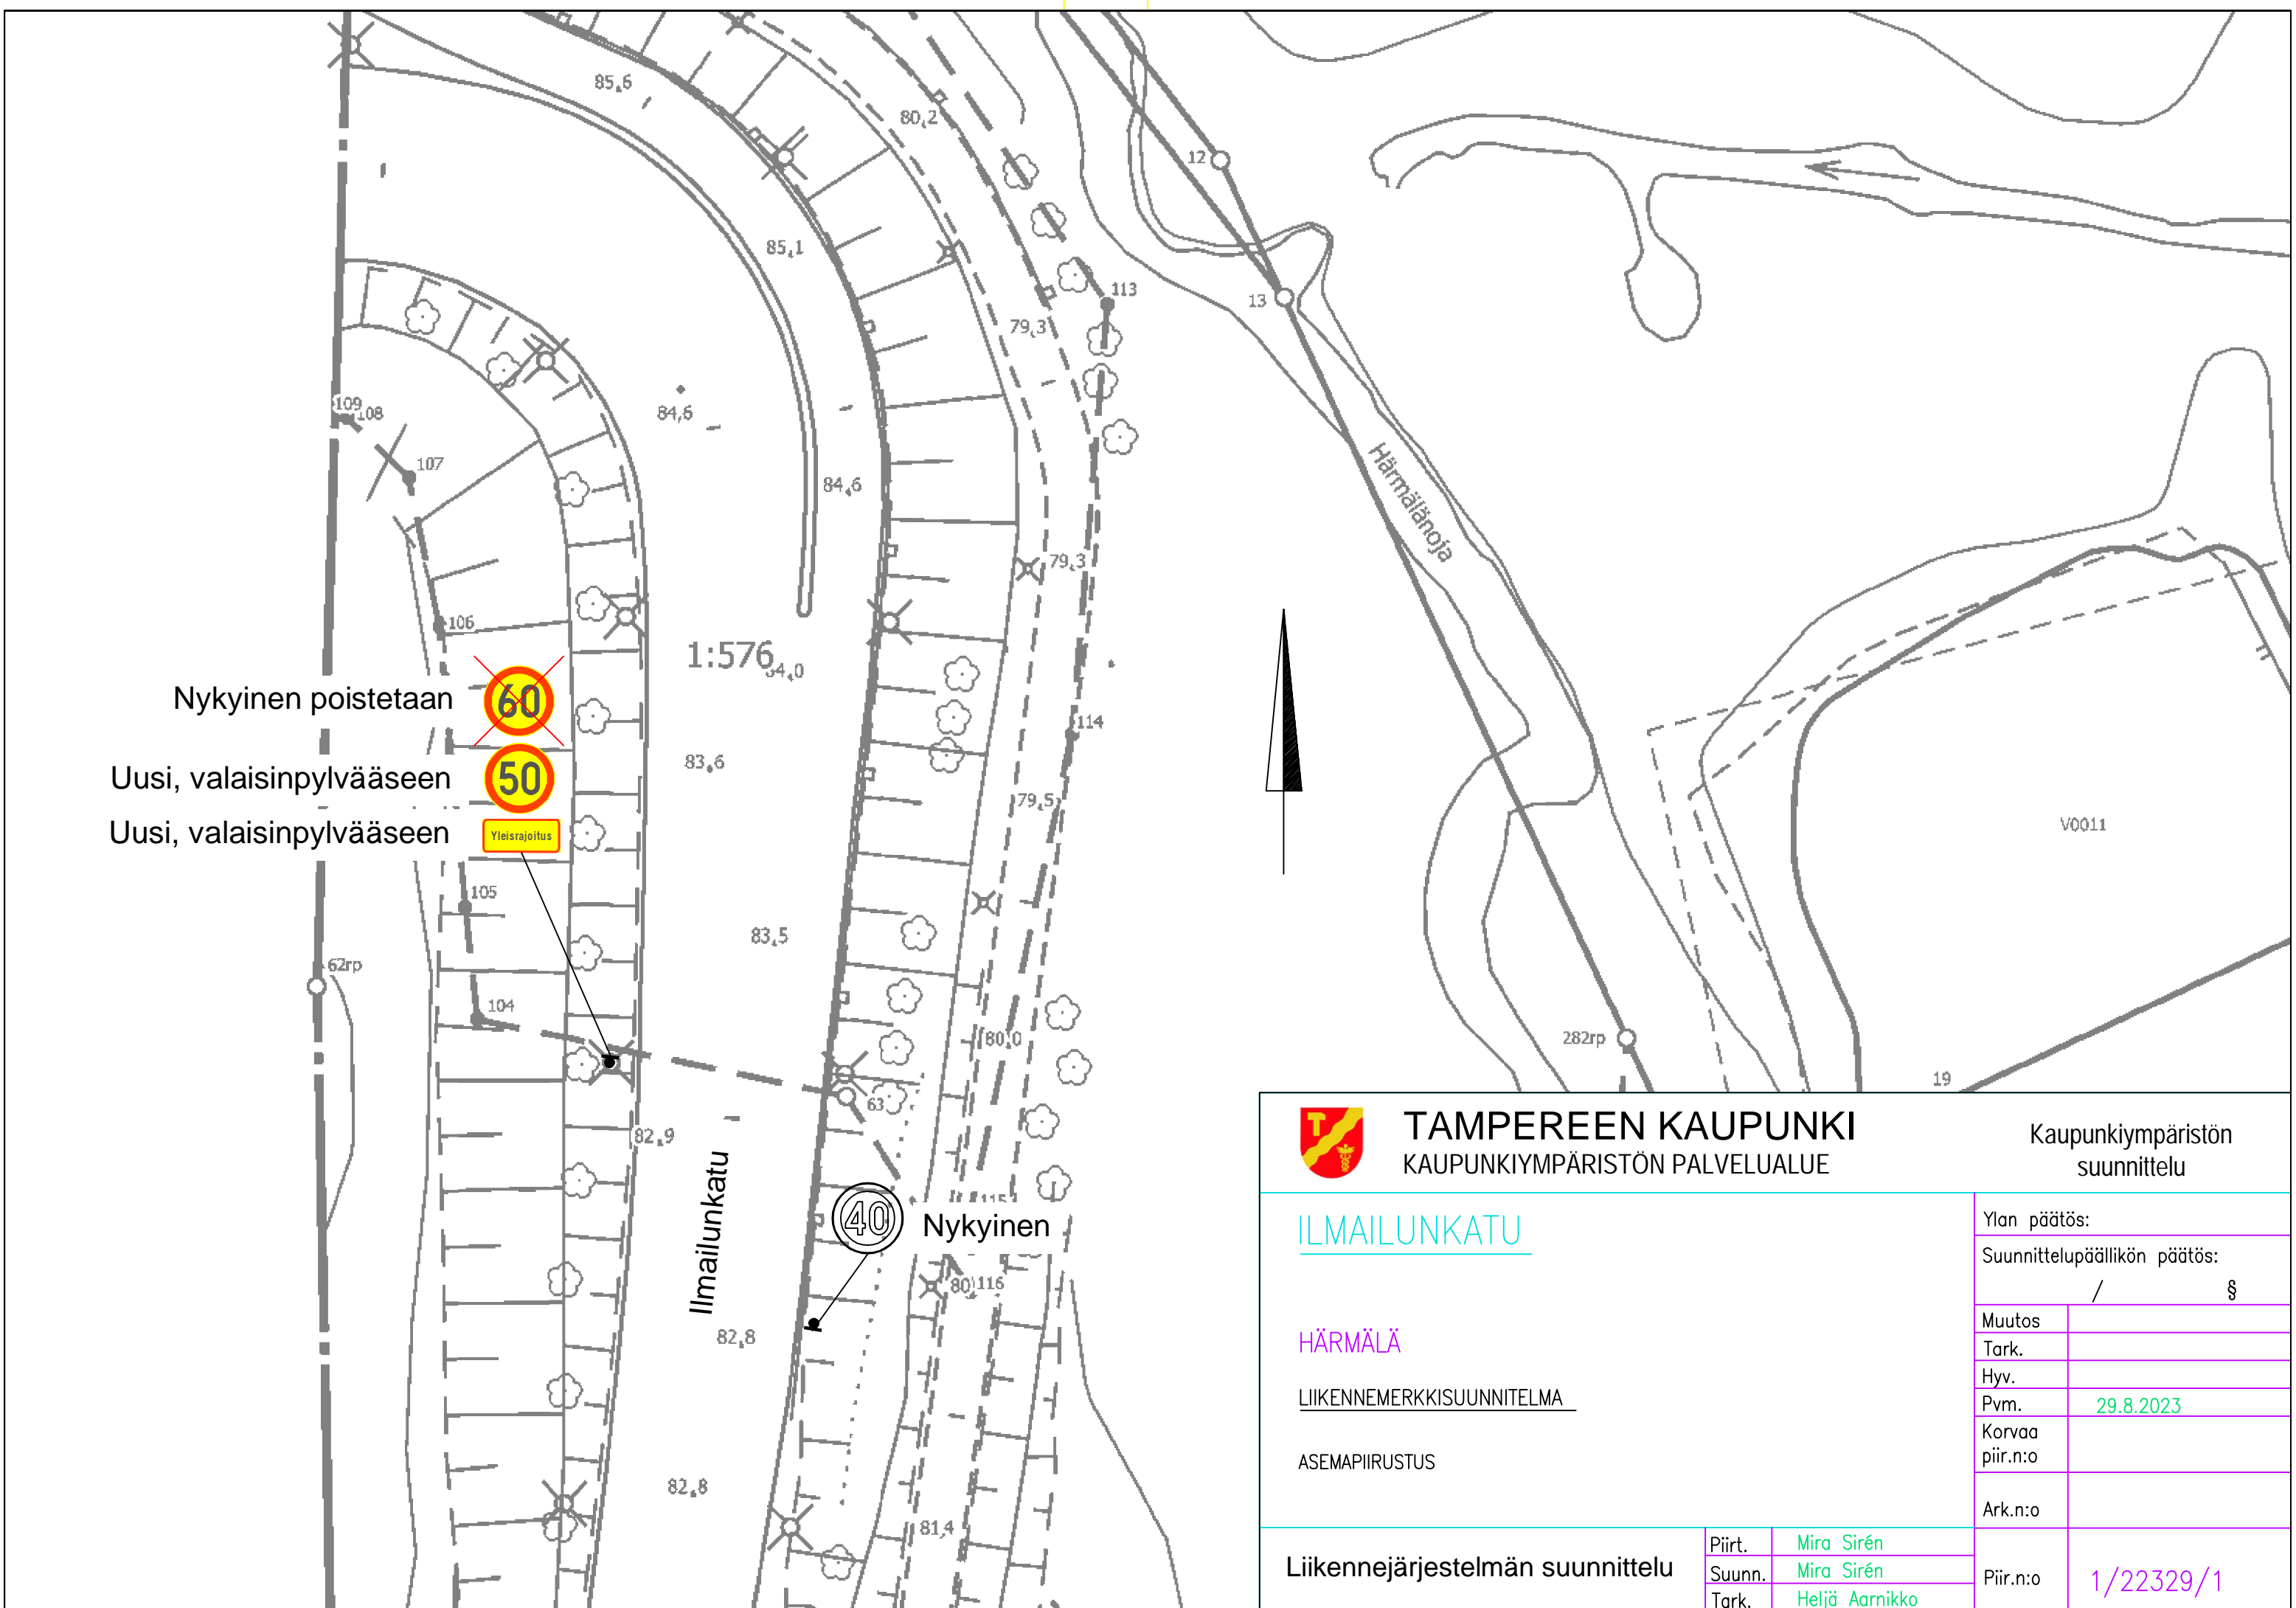 85,6
80,2
12
85,1
13
113
79,3
109
108
84,6
107
84,6
Härmälänoja
79,3
106
1:576
Nykyinen poistetaan
60
114
83,6
Uusi, valaisinpylvääseen
50
79,5
Uusi, valaisinpylvääseen
Yleisrajoitus
V0011
105
83,5
62rp
104
80,0
282rp
19
63
82,9
Ilmailunkatu
115
40
Nykyinen
80,
116
82,8
82,8
81,4
TAMPEREEN KAUPUNKI
KAUPUNKIYMPÄRISTÖN PALVELUALUE
Kaupunkiympäristön
suunnittelu
ILMAILUNKATU
HÄRMÄLÄ
LIIKENNEMERKKISUUNNITELMA
ASEMAPIIRUSTUS
Ylan päätös:
Suunnittelupäällikön päätös:
/ §
Muutos
Tark.
Hyv.
Pvm. 29.8.2023
Korvaa
piir.n:o
Ark.n:o
Liikennejärjestelmän suunnittelu
Piirt. Mira Sirén
Suunn. Mira Sirén
Tark. Heljä Aarnikko
Piir.n:o 1/22329/1